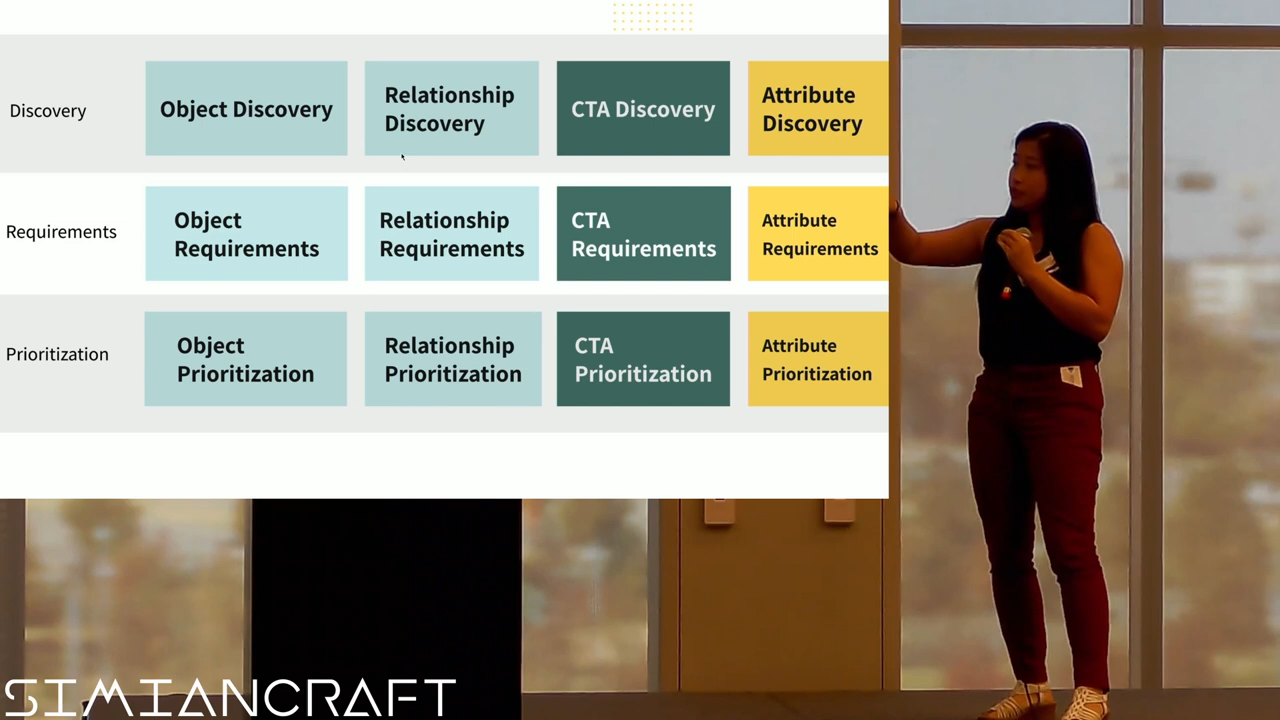 Discovery
Object Discovery
Relationship
Discovery
CTA Discovery
Attribute
Discovery
Requirements
Object
Requirements
Relationship
Requirements
CTA
Requirements
Attribute
Requirements
Prioritization
Object
Prioritization
Relationship
Prioritization
CTA
Prioritization
Attribute
Prioritization
SIMIANCRAFT